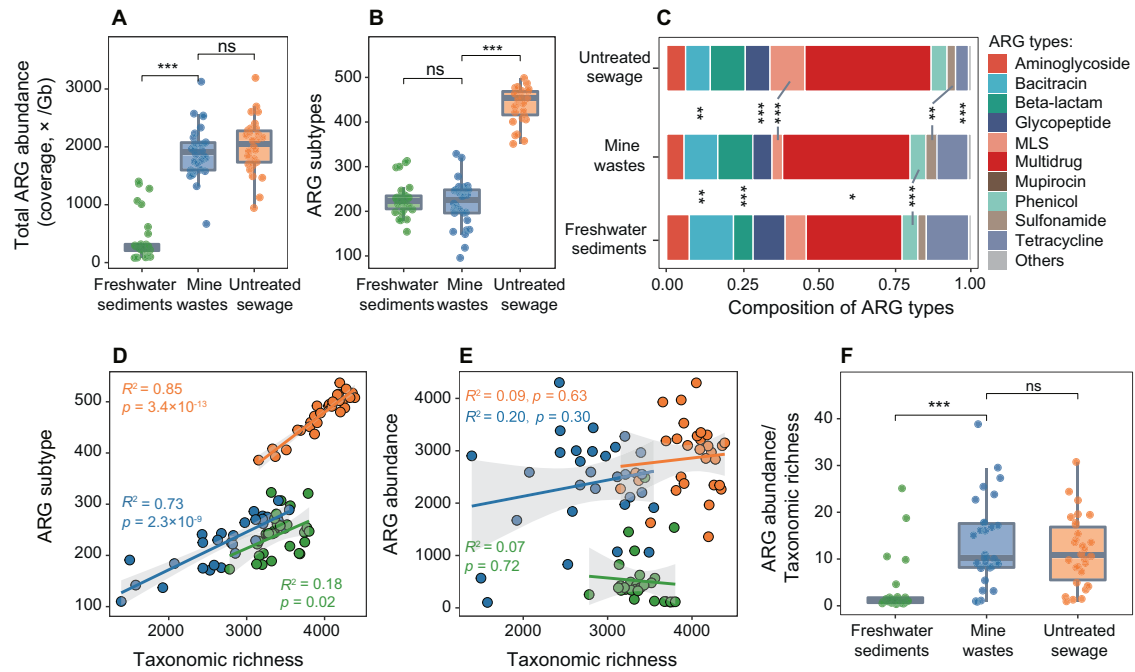 A
Total ARG abundance
(coverage, × /Gb)
3000
2000
1000
0
***
ns
Freshwater
sediments
Mine
wastes
Untreated
sewage
B
ARG subtypes
500
400
300
200
100
ns
***
Freshwater
sediments
Mine
wastes
Untreated
sewage
C
Untreated
sewage
Mine
wastes
Freshwater
sediments
**
***
***
**
***
**
***
*
***
0.00
0.25
0.50
0.75
1.00
Composition of ARG types
ARG types:
Aminoglycoside
Bacitracin
Beta-lactam
Glycopeptide
MLS
Multidrug
Mupirocin
Phenicol
Sulfonamide
Tetracycline
Others
D
ARG subtype
500
400
300
200
100
R² = 0.85
p = 3.4×10⁻¹³
R² = 0.73
p = 2.3×10⁻⁹
R² = 0.18
p = 0.02
2000
3000
4000
Taxonomic richness
E
ARG abundance
4000
3000
2000
1000
0
R² = 0.09, p = 0.63
R² = 0.20, p = 0.30
R² = 0.07
p = 0.72
2000
3000
4000
Taxonomic richness
F
ARG abundance/
Taxonomic richness
40
30
20
10
0
***
ns
Freshwater
sediments
Mine
wastes
Untreated
sewage